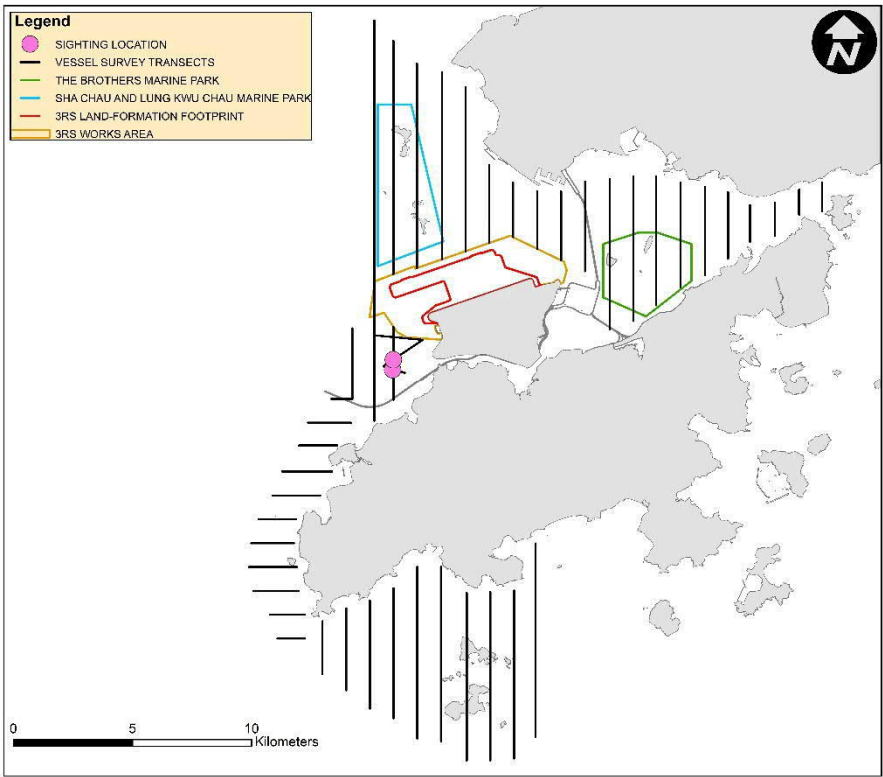 Legend
SIGHTING LOCATION
VESSEL SURVEY TRANSECTS
THE BROTHERS MARINE PARK
SHA CHAU AND LUNG KWU CHAU MARINE PARK
3RS LAND-FORMATION FOOTPRINT
3RS WORKS AREA
N
0 5 10
Kilometers